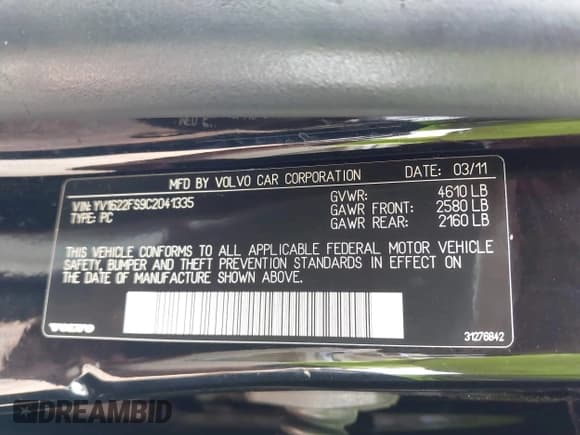 MFD BY VOLVO CAR CORPORATION DATE: 03/11
VIN: YV1622FS9C2041335
TYPE: PC
GVWR: 4610 LB
GAWR FRONT: 2580 LB
GAWR REAR: 2160 LB
THIS VEHICLE CONFORMS TO ALL APPLICABLE FEDERAL MOTOR VEHICLE
SAFETY, BUMPER AND THEFT PREVENTION STANDARDS IN EFFECT ON
THE DATE OF MANUFACTURE SHOWN ABOVE.
VOLVO
31276842
DREAMBID